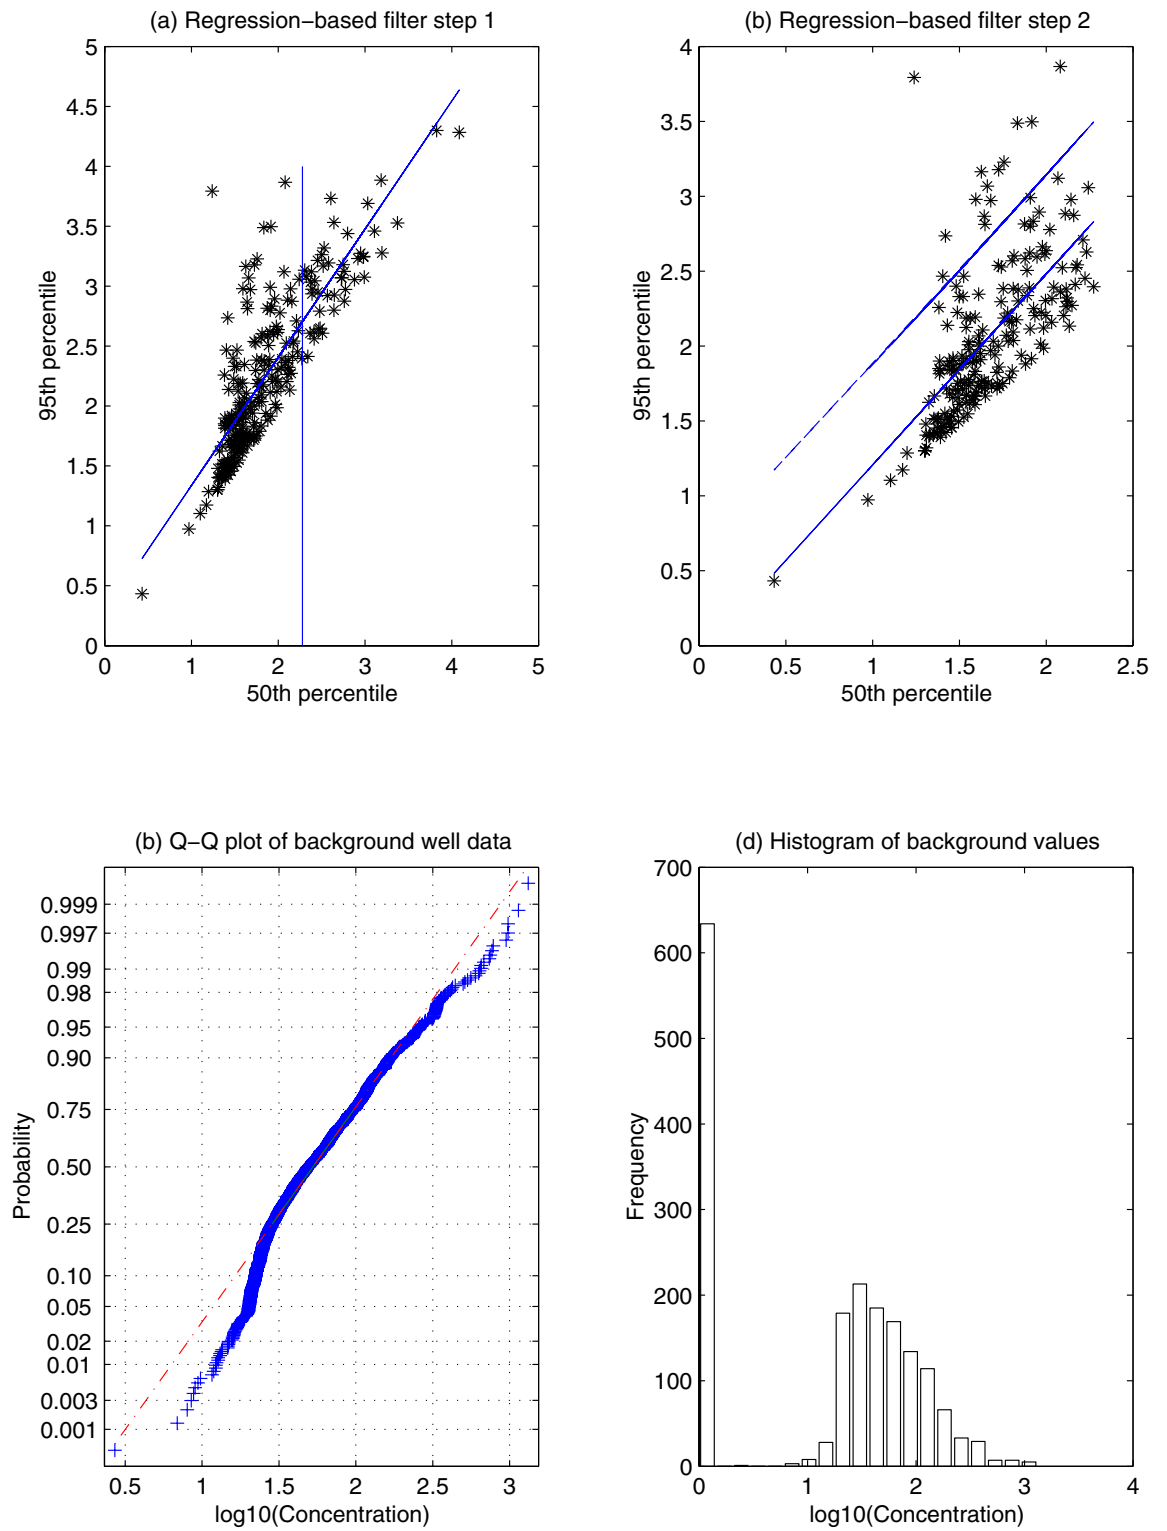 (a) Regression−based filter step 1
5
4.5
4
3.5
3
2.5
2
1.5
1
0.5
0
95th percentile
0 1 2 3 4 5
50th percentile
(b) Regression−based filter step 2
4
3.5
3
2.5
2
1.5
1
0.5
0
95th percentile
0 0.5 1 1.5 2 2.5
50th percentile
(b) Q−Q plot of background well data
0.999
0.997
0.99
0.98
0.95
0.90
0.75
0.50
0.25
0.10
0.05
0.02
0.01
0.003
0.001
Probability
0.5 1 1.5 2 2.5 3
log10(Concentration)
(d) Histogram of background values
700
600
500
400
300
200
100
0
Frequency
0 1 2 3 4
log10(Concentration)